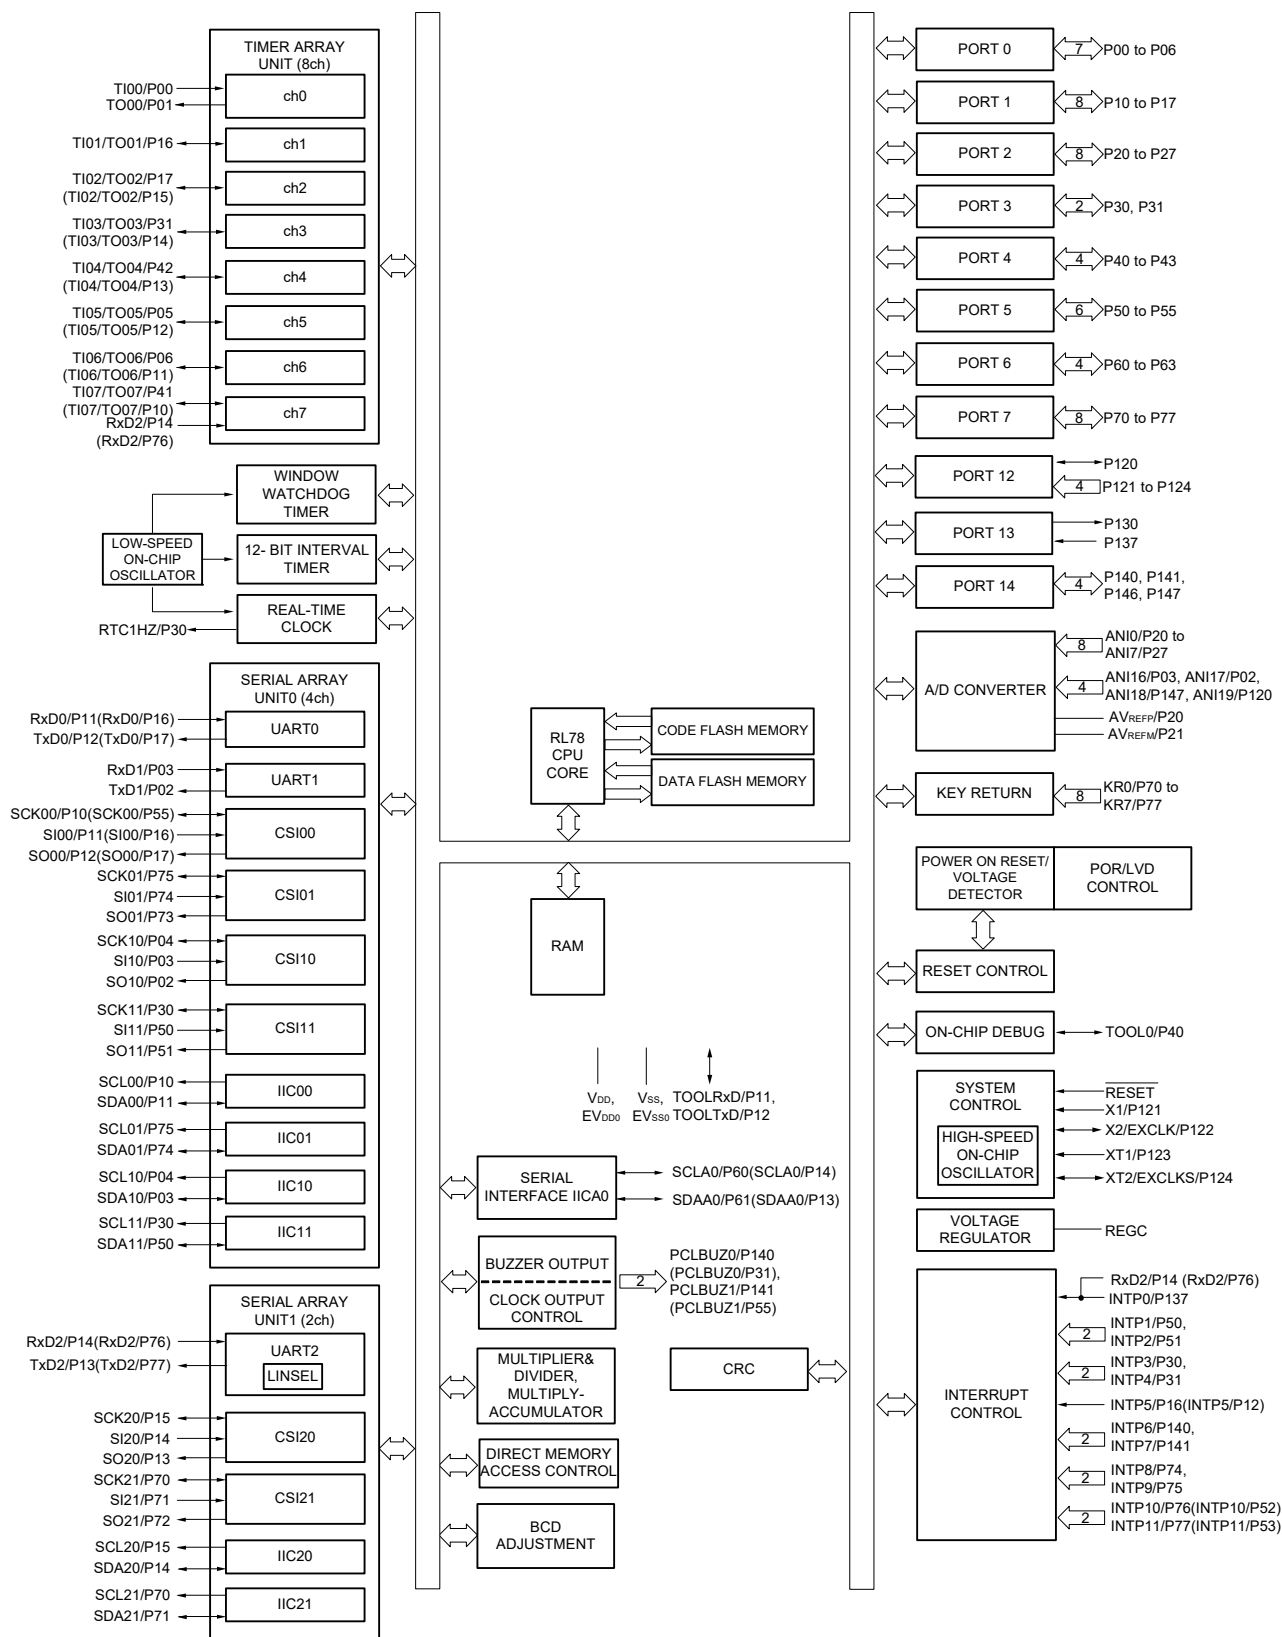 TIMER ARRAY
UNIT (8ch)
TI00/P00
TO00/P01
ch0
TI01/TO01/P16
ch1
TI02/TO02/P17
(TI02/TO02/P15)
ch2
TI03/TO03/P31
(TI03/TO03/P14)
ch3
TI04/TO04/P42
(TI04/TO04/P13)
ch4
TI05/TO05/P05
(TI05/TO05/P12)
ch5
TI06/TO06/P06
(TI06/TO06/P11)
ch6
TI07/TO07/P41
(TI07/TO07/P10)
RxD2/P14
(RxD2/P76)
ch7
WINDOW
WATCHDOG
TIMER
LOW-SPEED
ON-CHIP
OSCILLATOR
12- BIT INTERVAL
TIMER
REAL-TIME
CLOCK
RTC1HZ/P30
SERIAL ARRAY
UNIT0 (4ch)
RxD0/P11(RxD0/P16)
TxD0/P12(TxD0/P17)
UART0
RxD1/P03
TxD1/P02
UART1
SCK00/P10(SCK00/P55)
SI00/P11(SI00/P16)
SO00/P12(SO00/P17)
CSI00
SCK01/P75
SI01/P74
SO01/P73
CSI01
SCK10/P04
SI10/P03
SO10/P02
CSI10
SCK11/P30
SI11/P50
SO11/P51
CSI11
SCL00/P10
SDA00/P11
IIC00
SCL01/P75
SDA01/P74
IIC01
SCL10/P04
SDA10/P03
IIC10
SCL11/P30
SDA11/P50
IIC11
SERIAL ARRAY
UNIT1 (2ch)
RxD2/P14(RxD2/P76)
TxD2/P13(TxD2/P77)
UART2
LINSEL
SCK20/P15
SI20/P14
SO20/P13
CSI20
SCK21/P70
SI21/P71
SO21/P72
CSI21
SCL20/P15
SDA20/P14
IIC20
SCL21/P70
SDA21/P71
IIC21
RL78
CPU
CORE
CODE FLASH MEMORY
DATA FLASH MEMORY
RAM
VDD,
EVDD0
VSS,
EVSS0
TOOLRxD/P11,
TOOLTxD/P12
SERIAL
INTERFACE IICA0
SCLA0/P60(SCLA0/P14)
SDAA0/P61(SDAA0/P13)
BUZZER OUTPUT
CLOCK OUTPUT
CONTROL
2
PCLBUZ0/P140
(PCLBUZ0/P31),
PCLBUZ1/P141
(PCLBUZ1/P55)
MULTIPLIER&
DIVIDER,
MULTIPLY-
ACCUMULATOR
CRC
DIRECT MEMORY
ACCESS CONTROL
BCD
ADJUSTMENT
PORT 0
7
P00 to P06
PORT 1
8
P10 to P17
PORT 2
8
P20 to P27
PORT 3
2
P30, P31
PORT 4
4
P40 to P43
PORT 5
6
P50 to P55
PORT 6
4
P60 to P63
PORT 7
8
P70 to P77
PORT 12
P120
4
P121 to P124
PORT 13
P130
P137
PORT 14
4
P140, P141,
P146, P147
A/D CONVERTER
8
ANI0/P20 to
ANI7/P27
4
ANI16/P03, ANI17/P02,
ANI18/P147, ANI19/P120
AVREFP/P20
AVREFM/P21
KEY RETURN
8
KR0/P70 to
KR7/P77
POWER ON RESET/
VOLTAGE
DETECTOR
POR/LVD
CONTROL
RESET CONTROL
ON-CHIP DEBUG
TOOL0/P40
SYSTEM
CONTROL
HIGH-SPEED
ON-CHIP
OSCILLATOR
RESET
X1/P121
X2/EXCLK/P122
XT1/P123
XT2/EXCLKS/P124
VOLTAGE
REGULATOR
REGC
INTERRUPT
CONTROL
RxD2/P14 (RxD2/P76)
INTP0/P137
2
INTP1/P50,
INTP2/P51
2
INTP3/P30,
INTP4/P31
INTP5/P16(INTP5/P12)
2
INTP6/P140,
INTP7/P141
2
INTP8/P74,
INTP9/P75
2
INTP10/P76(INTP10/P52)
INTP11/P77(INTP11/P53)